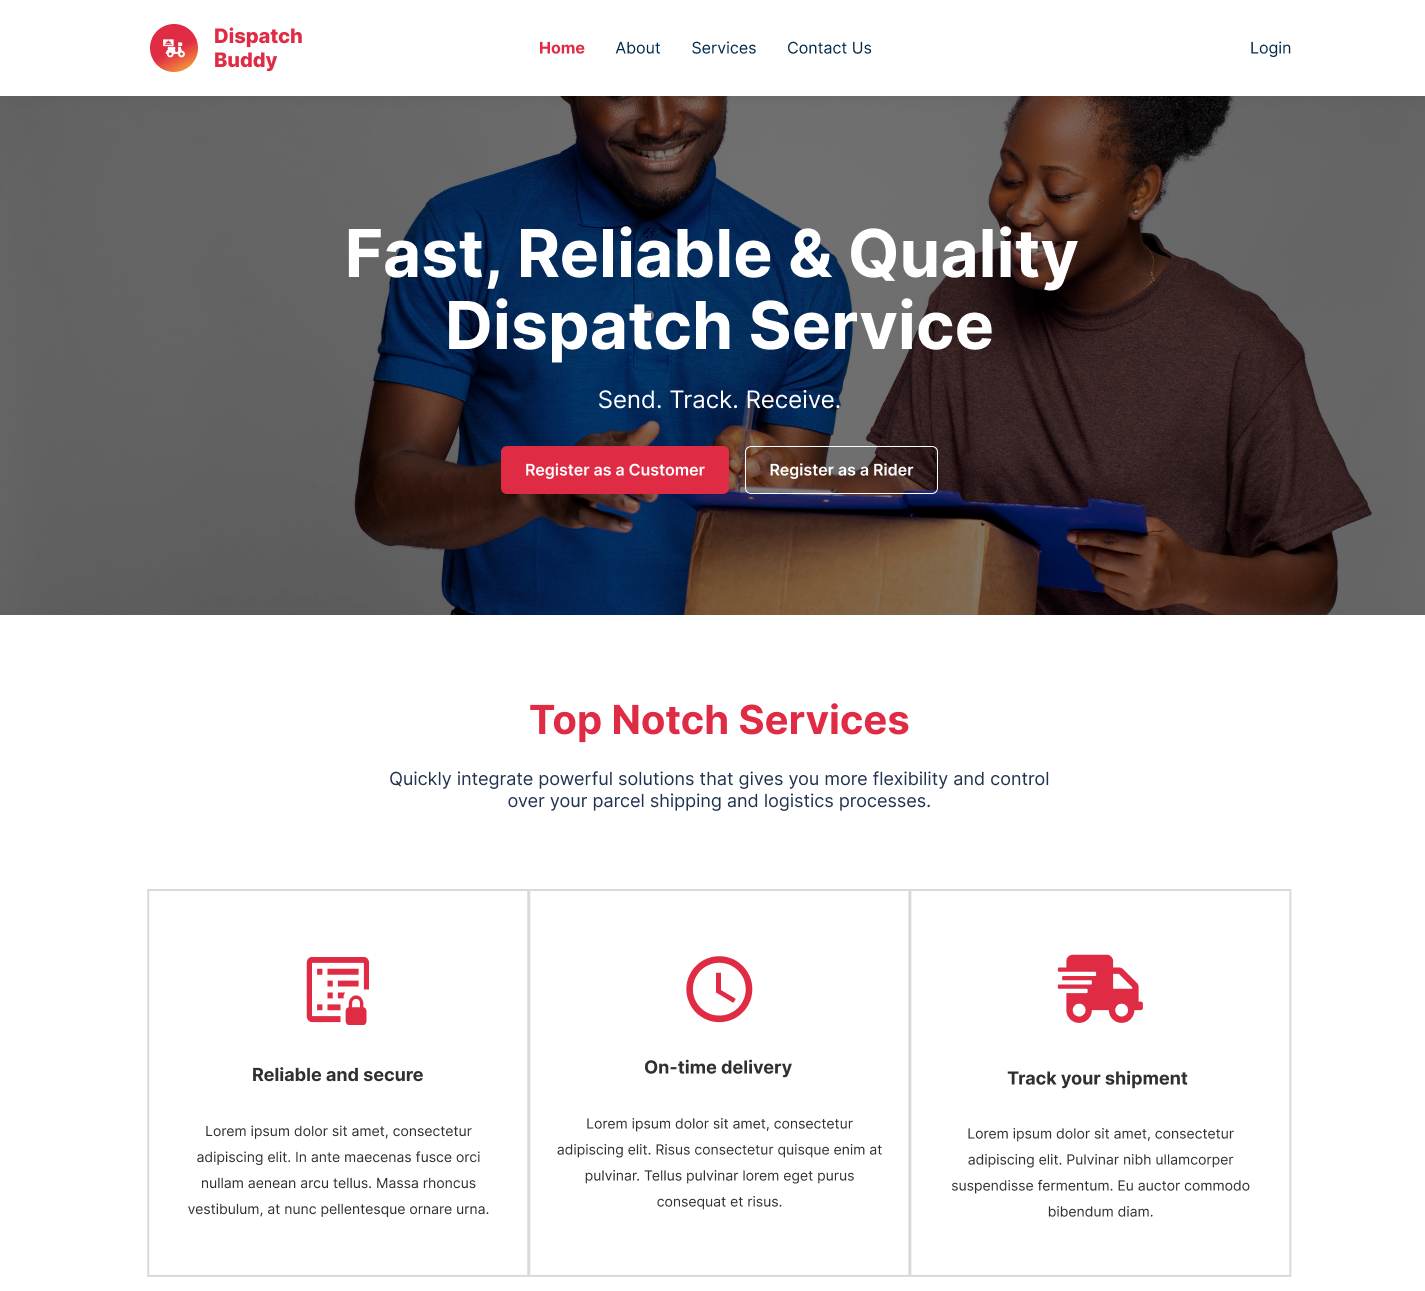 Dispatch
Buddy
Home
About
Services
Contact Us
Login
Fast, Reliable & Quality
Dispatch Service
Send. Track. Receive.
Register as a Customer
Register as a Rider
Top Notch Services
Quickly integrate powerful solutions that gives you more flexibility and control
over your parcel shipping and logistics processes.
Reliable and secure
Lorem ipsum dolor sit amet, consectetur
adipiscing elit. In ante maecenas fusce orci
nullam aenean arcu tellus. Massa rhoncus
vestibulum, at nunc pellentesque ornare urna.
On-time delivery
Lorem ipsum dolor sit amet, consectetur
adipiscing elit. Risus consectetur quisque enim at
pulvinar. Tellus pulvinar lorem eget purus
consequat et risus.
Track your shipment
Lorem ipsum dolor sit amet, consectetur
adipiscing elit. Pulvinar nibh ullamcorper
suspendisse fermentum. Eu auctor commodo
bibendum diam.